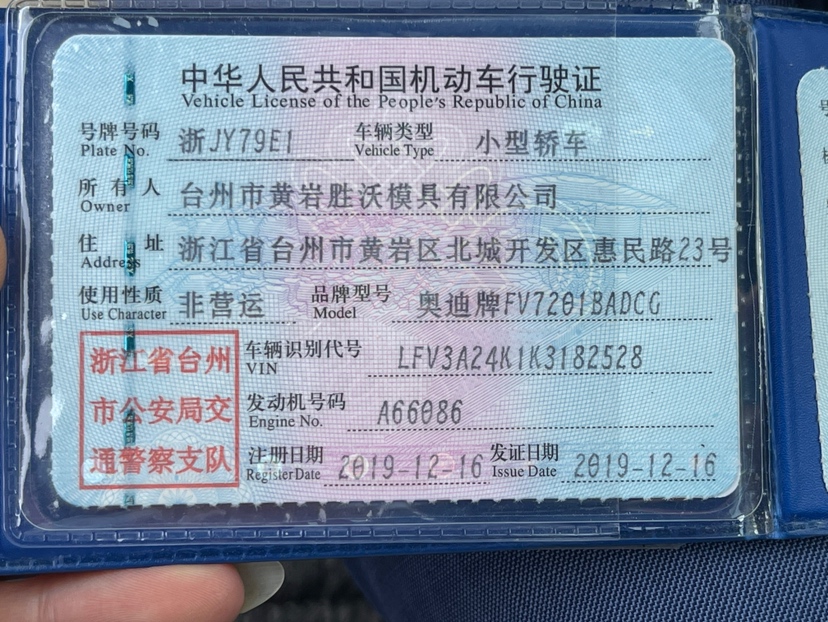 中华人民共和国机动车行驶证
Vehicle License of the People's Republic of China
号牌号码 浙JY79E1 车辆类型 小型轿车
Plate No. Vehicle Type
所有人 台州市黄岩胜沃模具有限公司
Owner
住址 浙江省台州市黄岩区北城开发区惠民路23号
Address
使用性质 非营运 品牌型号 奥迪牌FV7201BADCG
Use Character Model
浙江省台州 车辆识别代号 LFV3A24K1K3182528
VIN
市公安局交 发动机号码 A66086
Engine No.
通警察支队 注册日期 2019-12-16 发证日期 2019-12-16
Register Date Issue Date